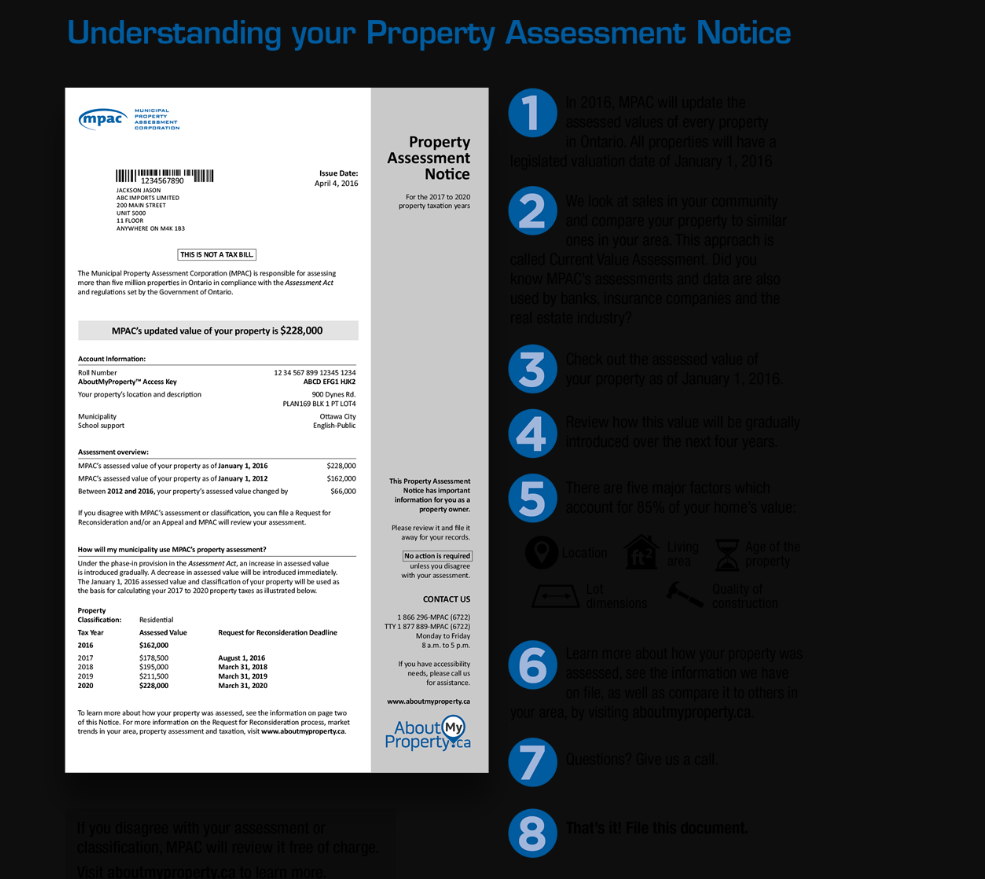 Understanding your Property Assessment Notice
mpac
MUNICIPAL
PROPERTY
ASSESSMENT
CORPORATION
1234567890
JACKSON JASON
ABC IMPORTS LIMITED
200 MAIN STREET
UNIT 5000
11 FLOOR
ANYWHERE ON M4K 1B3
Issue Date:
April 4, 2016
THIS IS NOT A TAX BILL.
The Municipal Property Assessment Corporation (MPAC) is responsible for assessing
more than five million properties in Ontario in compliance with the Assessment Act
and regulations set by the Government of Ontario.
MPAC's updated value of your property is $228,000
Account Information:
Roll Number 12 34 567 899 12345 1234
AboutMyProperty™ Access Key ABCD EFG1 HJK2
Your property's location and description 900 Dynes Rd.
PLAN169 BLK 1 PT LOT4
Municipality Ottawa City
School support English-Public
Assessment overview:
MPAC's assessed value of your property as of January 1, 2016 $228,000
MPAC's assessed value of your property as of January 1, 2012 $162,000
Between 2012 and 2016, your property's assessed value changed by $66,000
If you disagree with MPAC's assessment or classification, you can file a Request for
Reconsideration and/or an Appeal and MPAC will review your assessment.
How will my municipality use MPAC's property assessment?
Under the phase-in provision in the Assessment Act, an increase in assessed value
is introduced gradually. A decrease in assessed value will be introduced immediately.
The January 1, 2016 assessed value and classification of your property will be used as
the basis for calculating your 2017 to 2020 property taxes as illustrated below.
Property
Classification: Residential
Tax Year Assessed Value Request for Reconsideration Deadline
2016 $162,000
2017 $178,500 August 1, 2016
2018 $195,000 March 31, 2018
2019 $211,500 March 31, 2019
2020 $228,000 March 31, 2020
To learn more about how your property was assessed, see the information on page two
of this Notice. For more information on the Request for Reconsideration process, market
trends in your area, property assessment and taxation, visit www.aboutmyproperty.ca.
Property
Assessment
Notice
For the 2017 to 2020
property taxation years
This Property Assessment
Notice has important
information for you as a
property owner.
Please review it and file it
away for your records.
No action is required
unless you disagree
with your assessment.
CONTACT US
1 866 296-MPAC (6722)
TTY 1 877 889-MPAC (6722)
Monday to Friday
8 a.m. to 5 p.m.
If you have accessibility
needs, please call us
for assistance.
www.aboutmyproperty.ca
About My
Property.ca
1
In 2016, MPAC will update the
assessed values of every property
in Ontario. All properties will have a
legislated valuation date of January 1, 2016
2
We look at sales in your community
and compare your property to similar
ones in your area. This approach is
called Current Value Assessment. Did you
know MPAC's assessments and data are also
used by banks, insurance companies and the
real estate industry?
3
Check out the assessed value of
your property as of January 1, 2016.
4
Review how this value will be gradually
introduced over the next four years.
5
There are five major factors which
account for 85% of your home's value:
Location
ft²
Living
area
Age of the
property
Lot
dimensions
Quality of
construction
6
Learn more about how your property was
assessed, see the information we have
on file, as well as compare it to others in
your area, by visiting aboutmyproperty.ca.
7
Questions? Give us a call.
8
That's it! File this document.
If you disagree with your assessment or
classification, MPAC will review it free of charge.
Visit aboutmyproperty.ca to learn more.